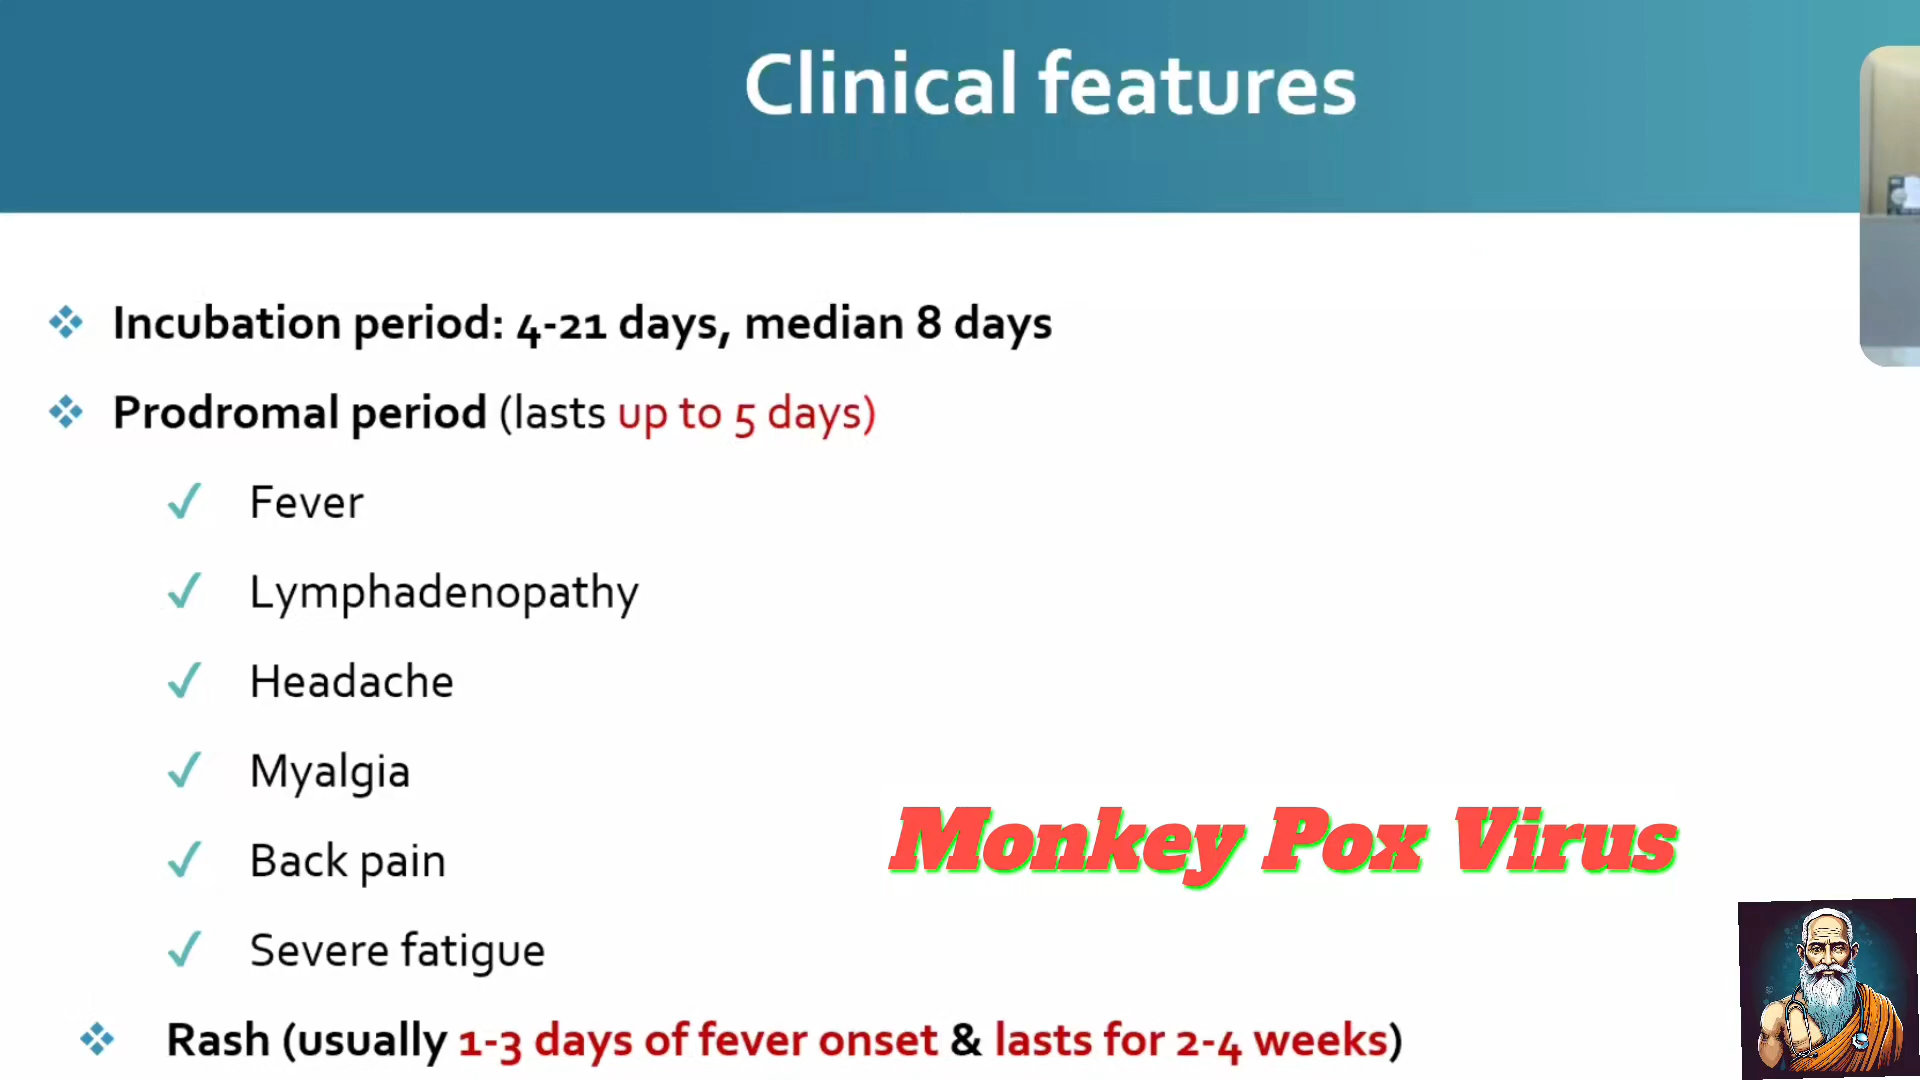 Clinical features
Incubation period: 4-21 days, median 8 days
Prodromal period (lasts up to 5 days)
Fever
Lymphadenopathy
Headache
Myalgia
Back pain
Severe fatigue
Monkey Pox Virus
Rash (usually 1-3 days of fever onset & lasts for 2-4 weeks)